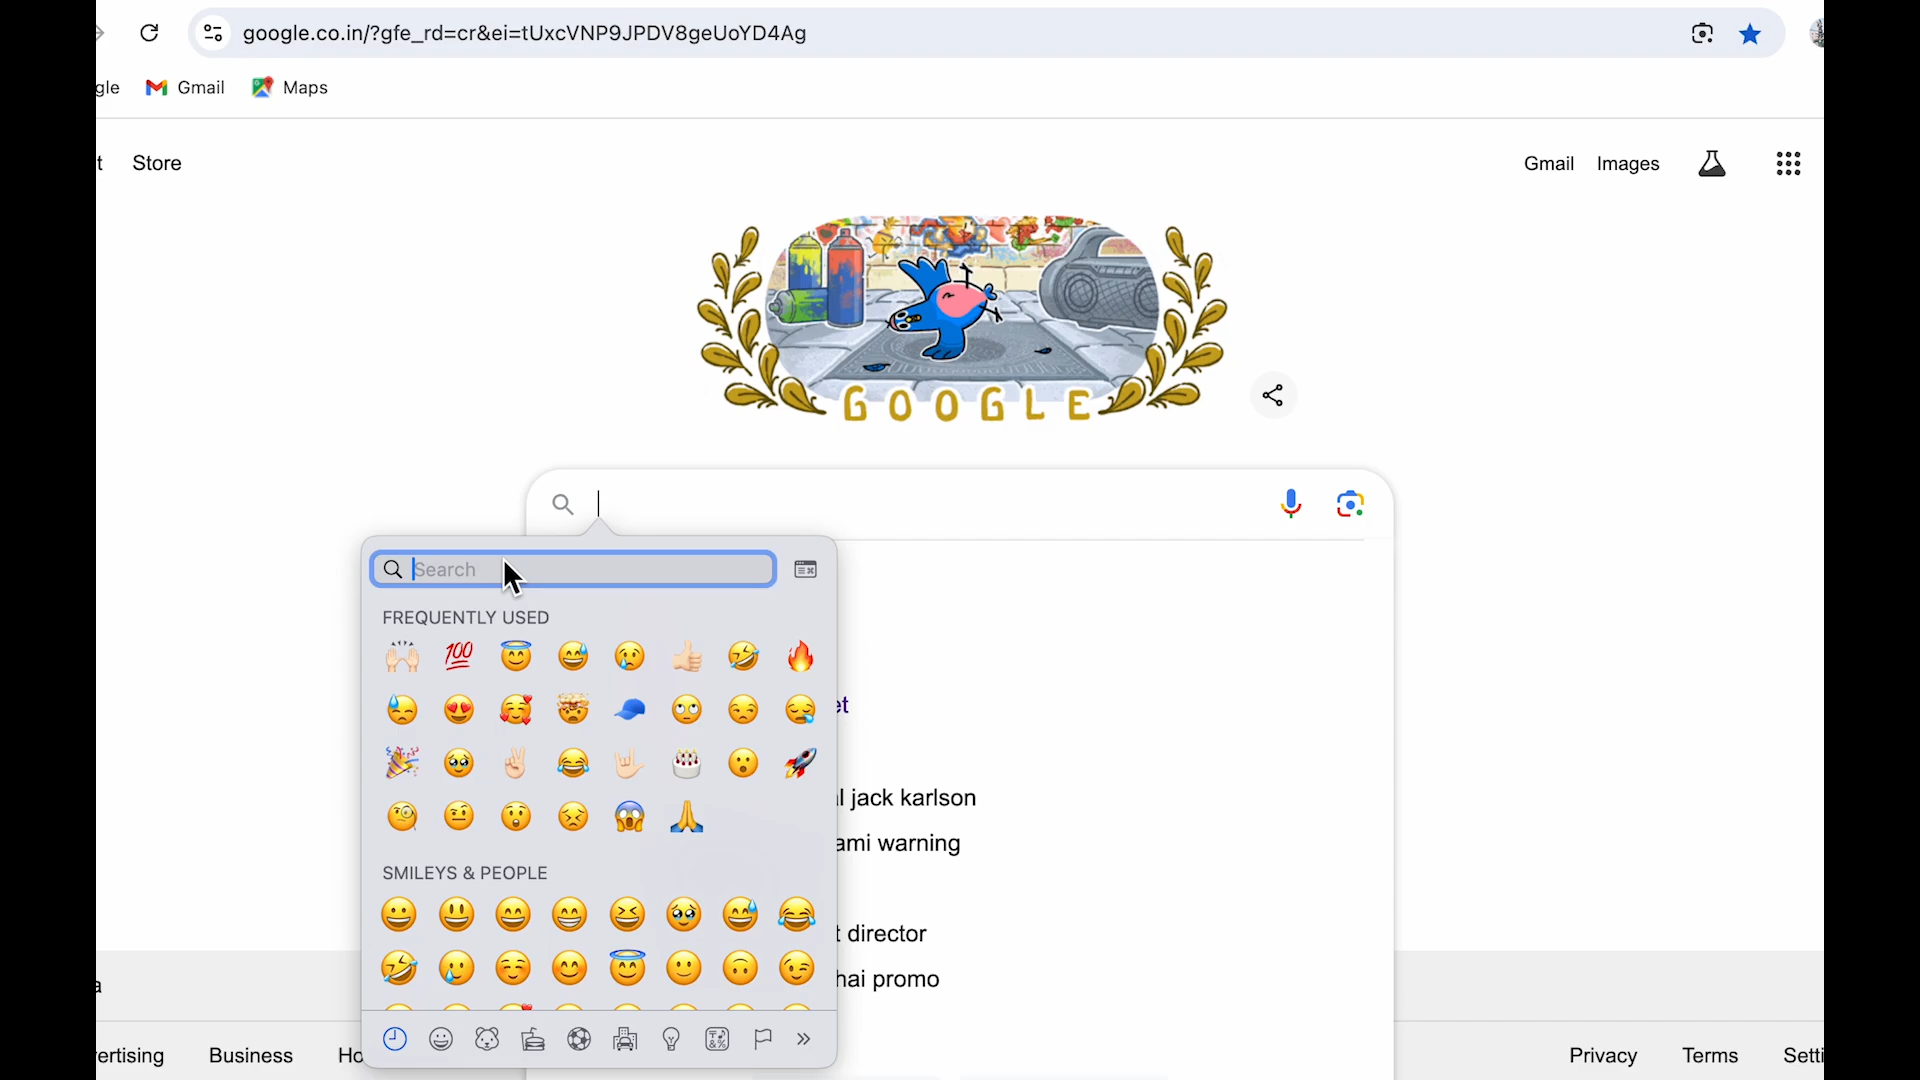 google.co.in/?gfe_rd=cr&ei=tUxcVNP9JPDV8geUoYD4Ag
gle Gmail Maps
t Store Gmail Images
GOOGLE
Search
FREQUENTLY USED
100
et
l jack karlson
ami warning
SMILEYS & PEOPLE
t director
hai promo
a
ertising Business Ho Privacy Terms Setti